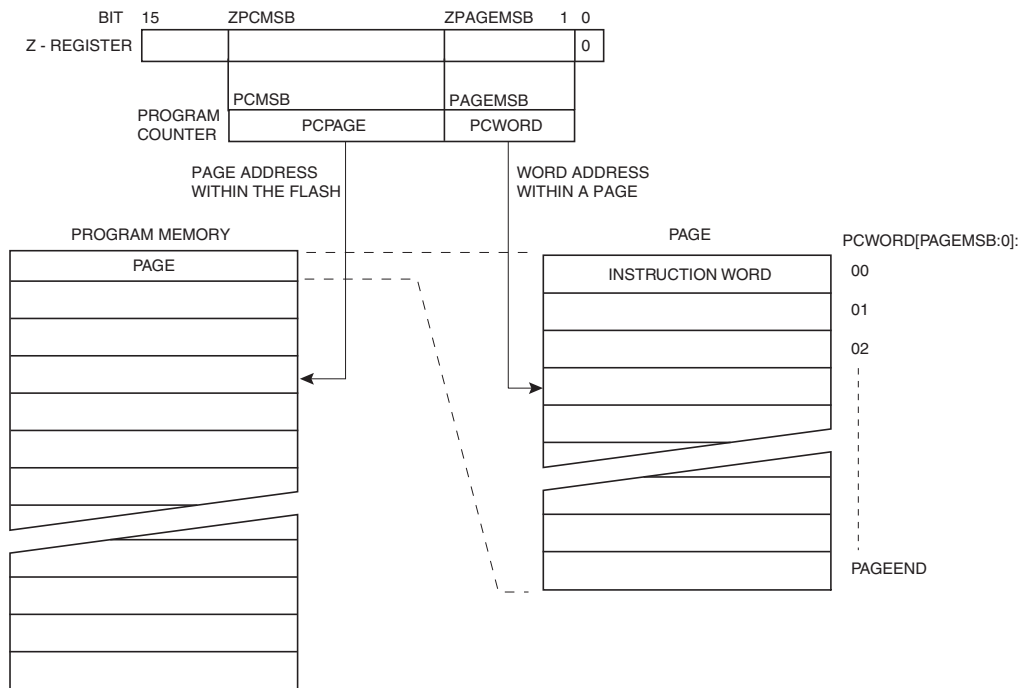 BIT 15 ZPCMSB ZPAGEMSB 1 0
Z - REGISTER 0
PCMSB PAGEMSB
PROGRAM
COUNTER
PCPAGE PCWORD
PAGE ADDRESS
WITHIN THE FLASH
WORD ADDRESS
WITHIN A PAGE
PROGRAM MEMORY
PAGE
PAGE
PCWORD[PAGEMSB:0]:
INSTRUCTION WORD
00
01
02
PAGEEND